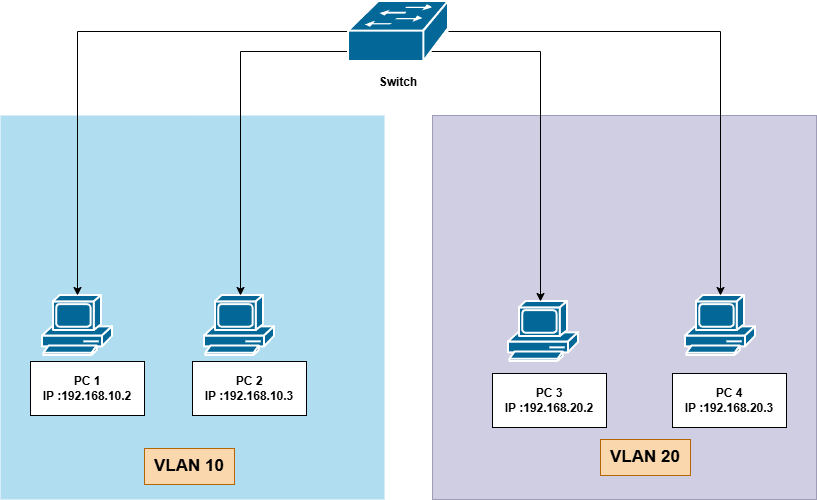 Switch
PC 1
IP :192.168.10.2
PC 2
IP :192.168.10.3
PC 3
IP :192.168.20.2
PC 4
IP :192.168.20.3
VLAN 10
VLAN 20